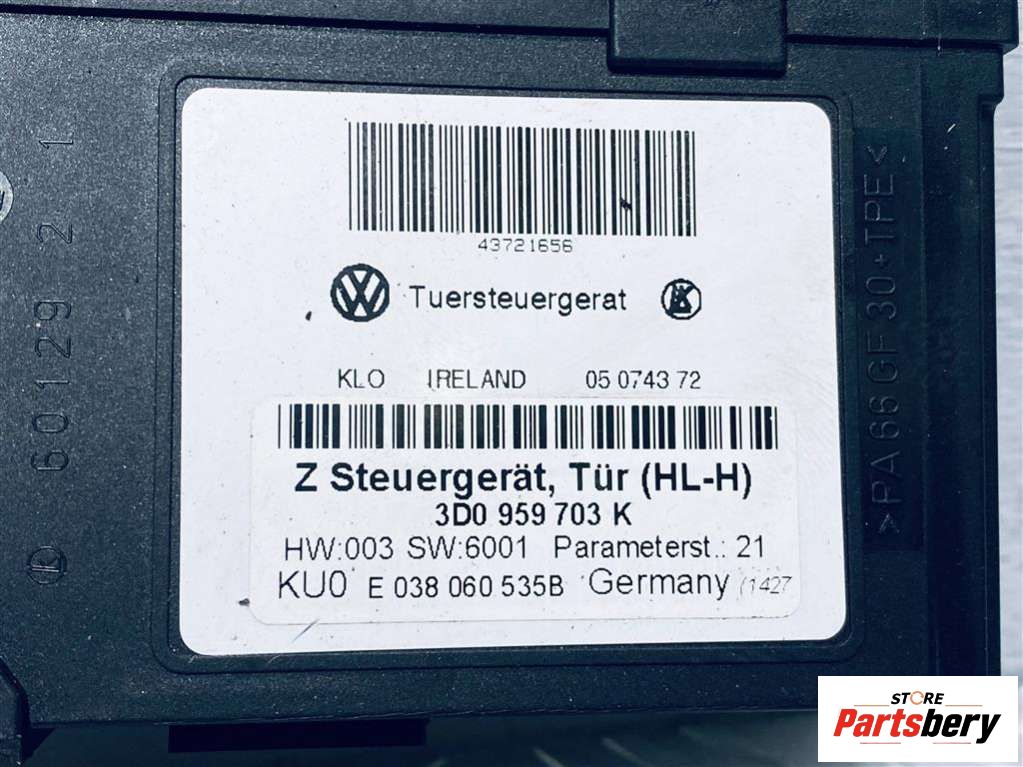 43721656
Tuersteuergerat
KLO IRELAND 05 0743 72
Z Steuergerät, Tür (HL-H)
3D0 959 703 K
HW:003 SW:6001 Parameterst.: 21
KU0 E 038 060 535B Germany (1427
60129 2 1
>PA 66 GF 30+TPE<
STORE
Partsbery